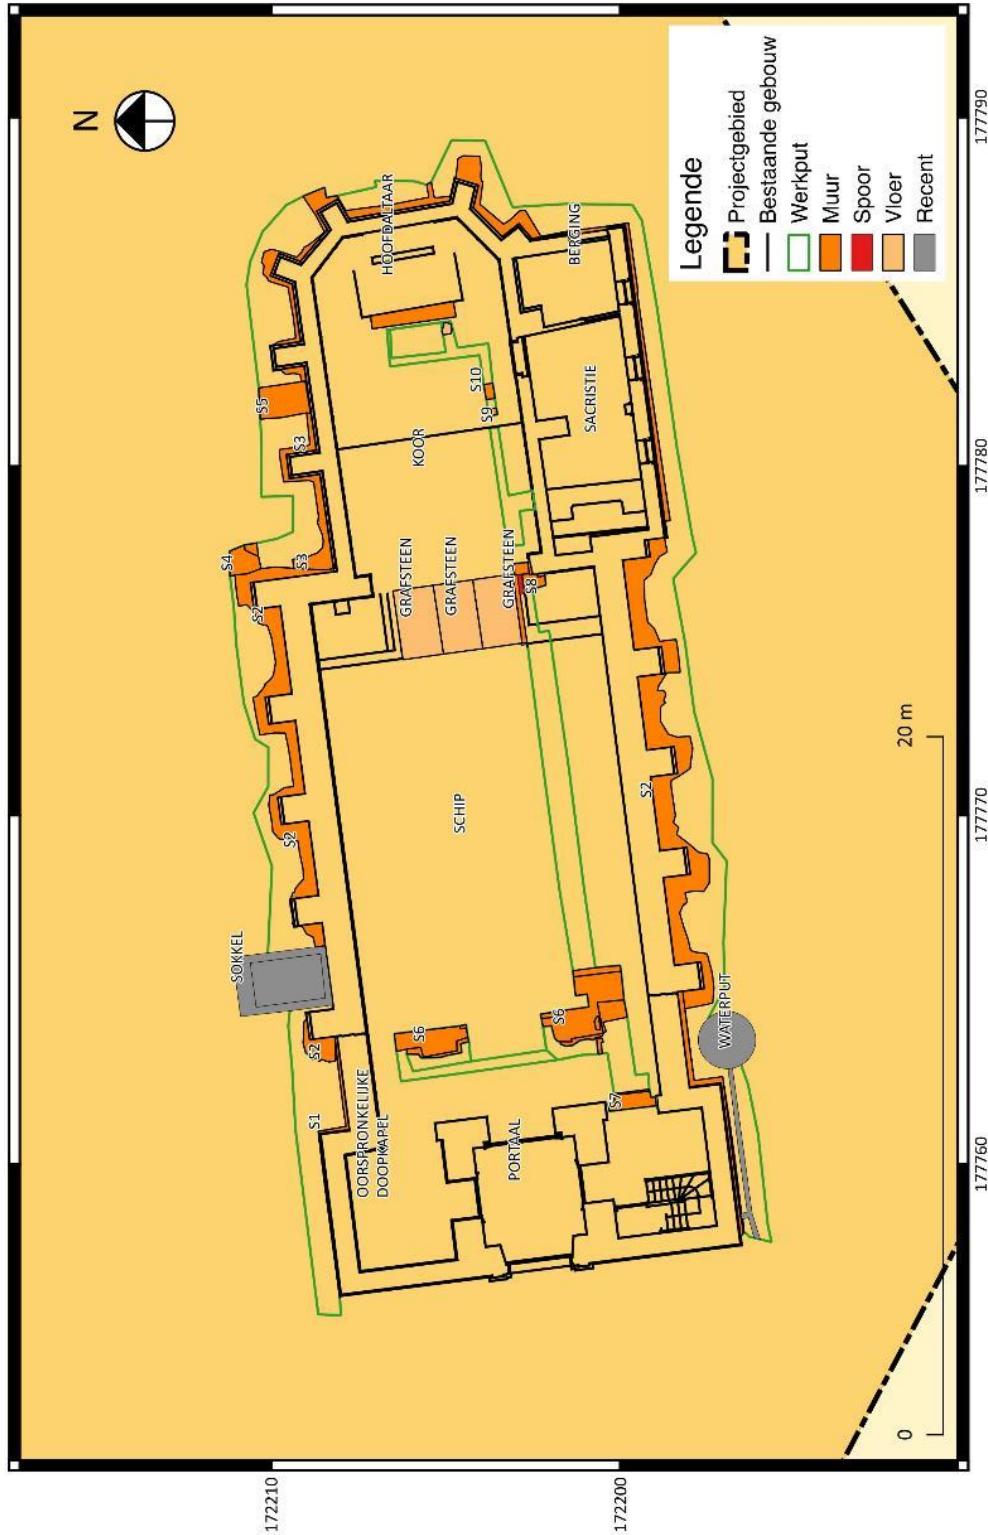 N
HOOFDALTAAR
BERGING
S5
S3
S10
S9
KOOR
SACRISTIE
S4
S3
S2
GRAFSTEEN
GRAFSTEEN
GRAFSTEEN
S8
S2
SCHIP
S2
SOKKEL
S6
S6
WATERPUT
S2
S1
S7
OORSPRONKELIJKE
DOOPKAPEL
PORTAAL
Legende
Projectgebied
Bestaande gebouw
Werkput
Muur
Spoor
Vloer
Recent
0
20 m
172210
172200
177760
177770
177780
177790